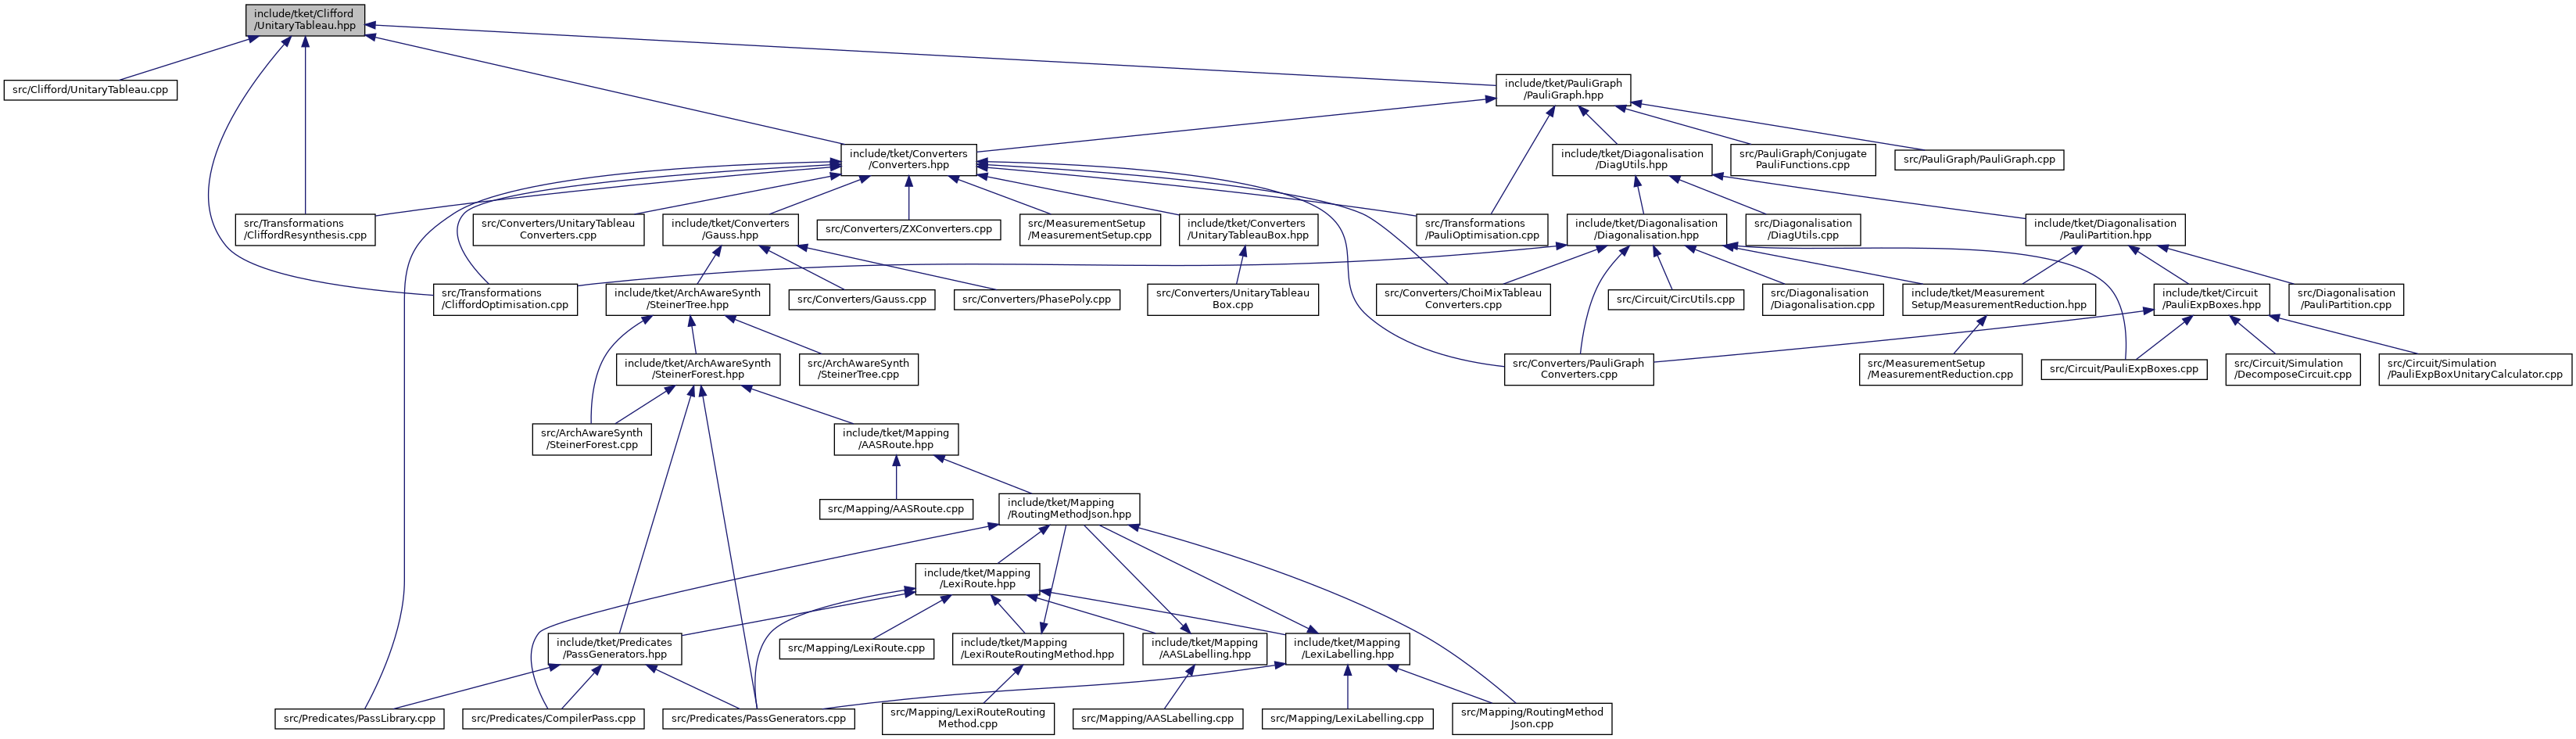 include/tket/Clifford
/UnitaryTableau.hpp
src/Clifford/UnitaryTableau.cpp
include/tket/PauliGraph
/PauliGraph.hpp
include/tket/Converters
/Converters.hpp
include/tket/Diagonalisation
/DiagUtils.hpp
src/PauliGraph/Conjugate
PauliFunctions.cpp
src/PauliGraph/PauliGraph.cpp
src/Transformations
/CliffordResynthesis.cpp
src/Converters/UnitaryTableau
Converters.cpp
include/tket/Converters
/Gauss.hpp
src/Converters/ZXConverters.cpp
src/MeasurementSetup
/MeasurementSetup.cpp
include/tket/Converters
/UnitaryTableauBox.hpp
src/Transformations
/PauliOptimisation.cpp
include/tket/Diagonalisation
/Diagonalisation.hpp
src/Diagonalisation
/DiagUtils.cpp
include/tket/Diagonalisation
/PauliPartition.hpp
src/Transformations
/CliffordOptimisation.cpp
include/tket/ArchAwareSynth
/SteinerTree.hpp
src/Converters/Gauss.cpp
src/Converters/PhasePoly.cpp
src/Converters/UnitaryTableau
Box.cpp
src/Converters/ChoiMixTableau
Converters.cpp
src/Circuit/CircUtils.cpp
src/Diagonalisation
/Diagonalisation.cpp
include/tket/Measurement
Setup/MeasurementReduction.hpp
include/tket/Circuit
/PauliExpBoxes.hpp
src/Diagonalisation
/PauliPartition.cpp
include/tket/ArchAwareSynth
/SteinerForest.hpp
src/ArchAwareSynth
/SteinerTree.cpp
src/Converters/PauliGraph
Converters.cpp
src/MeasurementSetup
/MeasurementReduction.cpp
src/Circuit/PauliExpBoxes.cpp
src/Circuit/Simulation
/DecomposeCircuit.cpp
src/Circuit/Simulation
/PauliExpBoxUnitaryCalculator.cpp
src/ArchAwareSynth
/SteinerForest.cpp
include/tket/Mapping
/AASRoute.hpp
src/Mapping/AASRoute.cpp
include/tket/Mapping
/RoutingMethodJson.hpp
include/tket/Mapping
/LexiRoute.hpp
include/tket/Predicates
/PassGenerators.hpp
src/Mapping/LexiRoute.cpp
include/tket/Mapping
/LexiRouteRoutingMethod.hpp
include/tket/Mapping
/AASLabelling.hpp
include/tket/Mapping
/LexiLabelling.hpp
src/Predicates/PassLibrary.cpp
src/Predicates/CompilerPass.cpp
src/Predicates/PassGenerators.cpp
src/Mapping/LexiRouteRouting
Method.cpp
src/Mapping/AASLabelling.cpp
src/Mapping/LexiLabelling.cpp
src/Mapping/RoutingMethod
Json.cpp